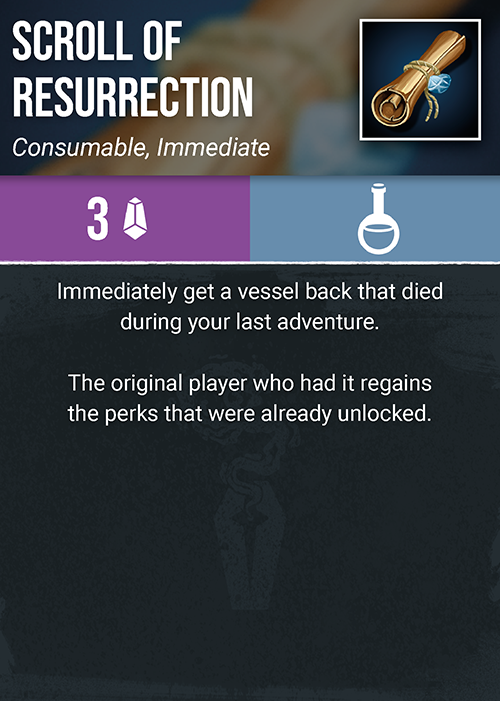 SCROLL OF
RESURRECTION
Consumable, Immediate
3
Immediately get a vessel back that died
during your last adventure.
The original player who had it regains
the perks that were already unlocked.